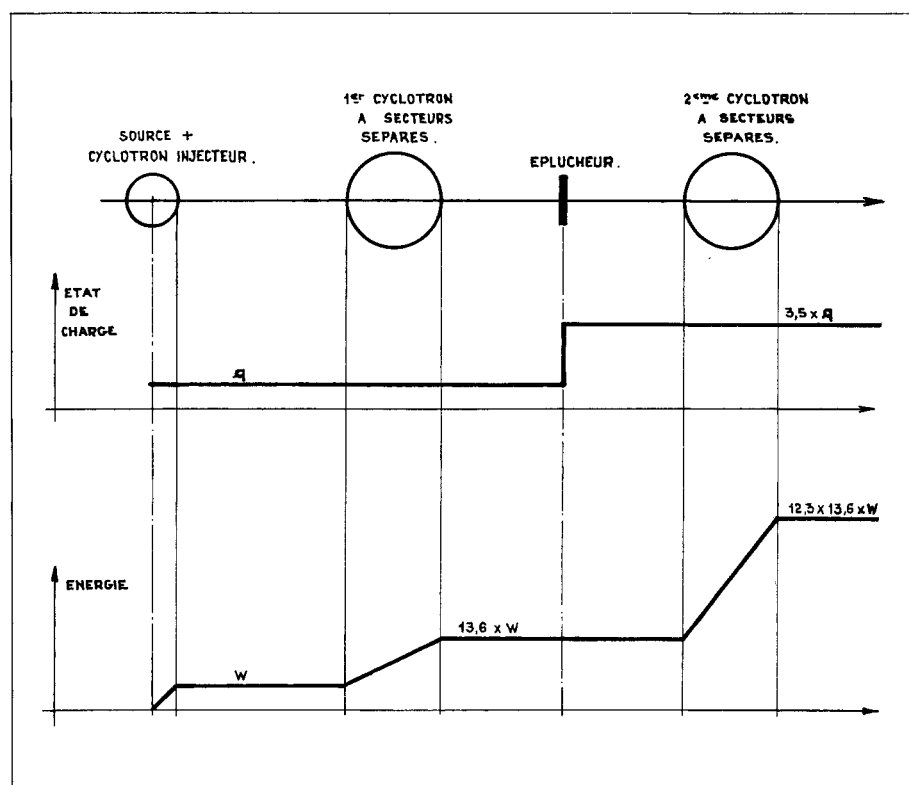 SOURCE +
CYCLOTRON INJECTEUR.
1er CYCLOTRON
A SECTEURS
SEPARES.
EPLUCHEUR.
2eme CYCLOTRON
A SECTEURS
SEPARES.
ETAT
DE
CHARGE
q
3,5 x q
ENERGIE
W
13,6 x W
12,3 x 13,6 x W